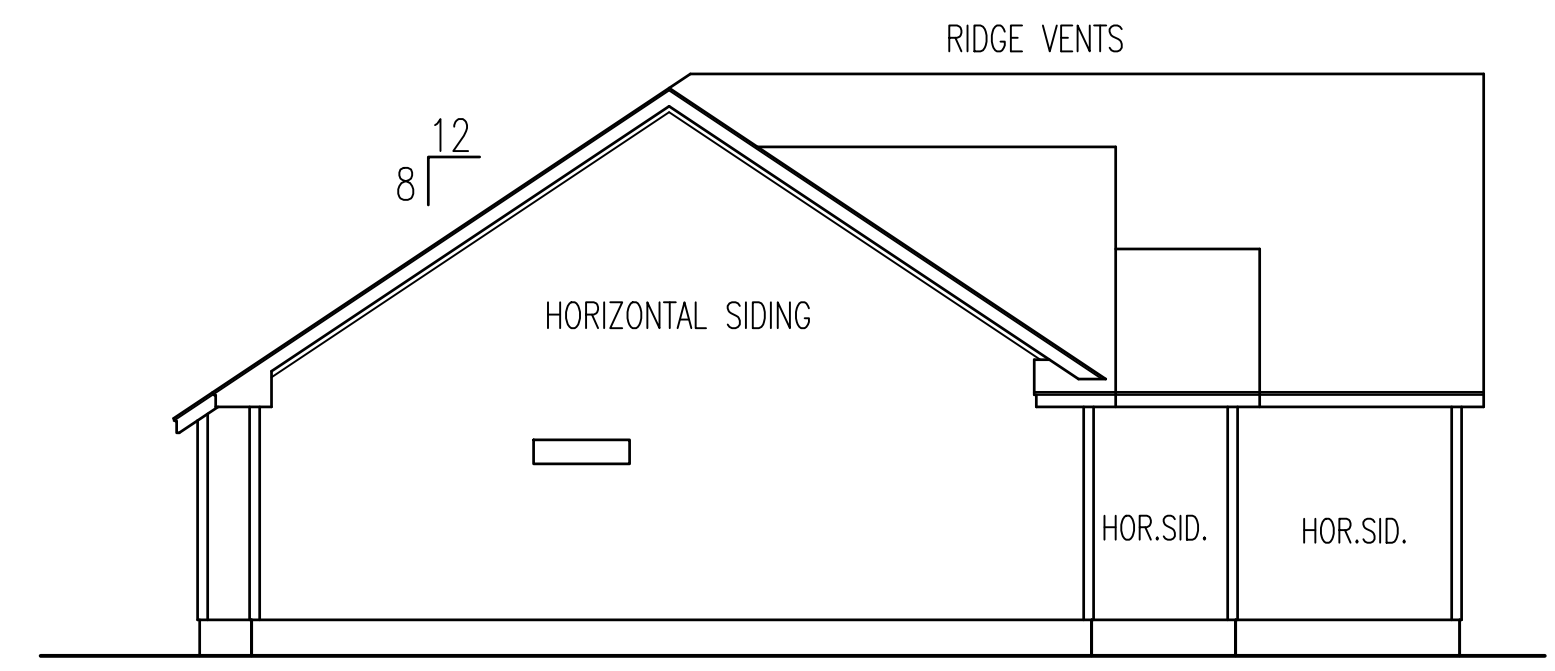 RIDGE VENTS
12
8
HORIZONTAL SIDING
HOR.SID.
HOR.SID.